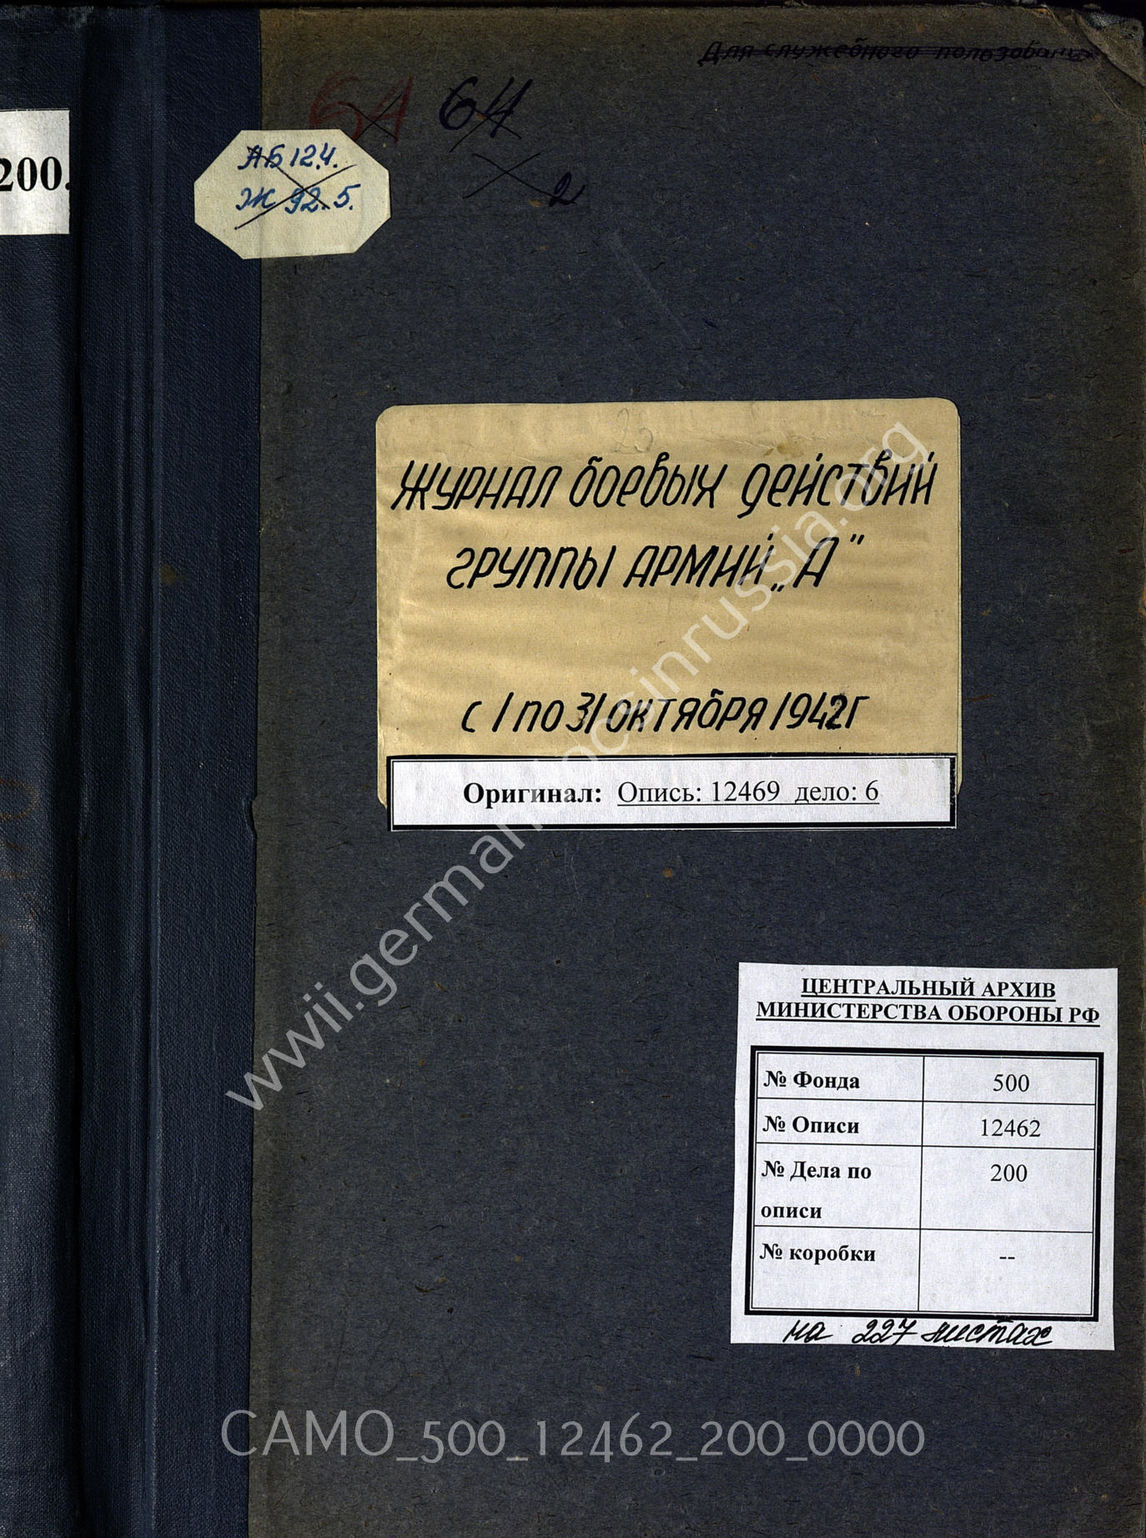 Для служебного пользования
61 64
2
200.
АБ 12.4.
Ж 92.5.
23
Журнал боевых действий
группы армий „А"
с 1 по 31 октября 1942 г
Оригинал: Опись: 12469 дело: 6
ЦЕНТРАЛЬНЫЙ АРХИВ
МИНИСТЕРСТВА ОБОРОНЫ РФ
№ Фонда 500
№ Описи 12462
№ Дела по 200
описи
№ коробки --
на 227 листах
www.germandocsinrussia.org
CAMO_500_12462_200_0000